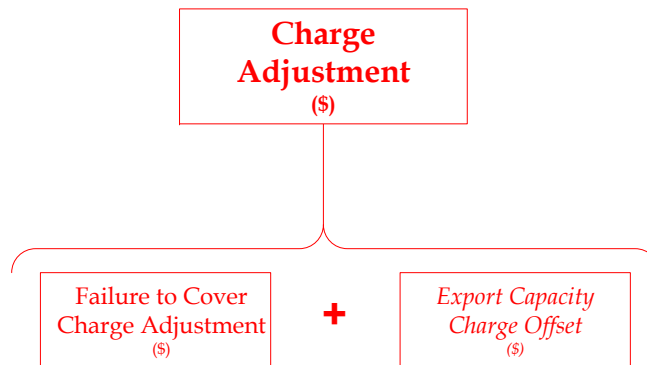 Charge
Adjustment
($)
Failure to Cover
Charge Adjustment
($)
+
Export Capacity
Charge Offset
($)